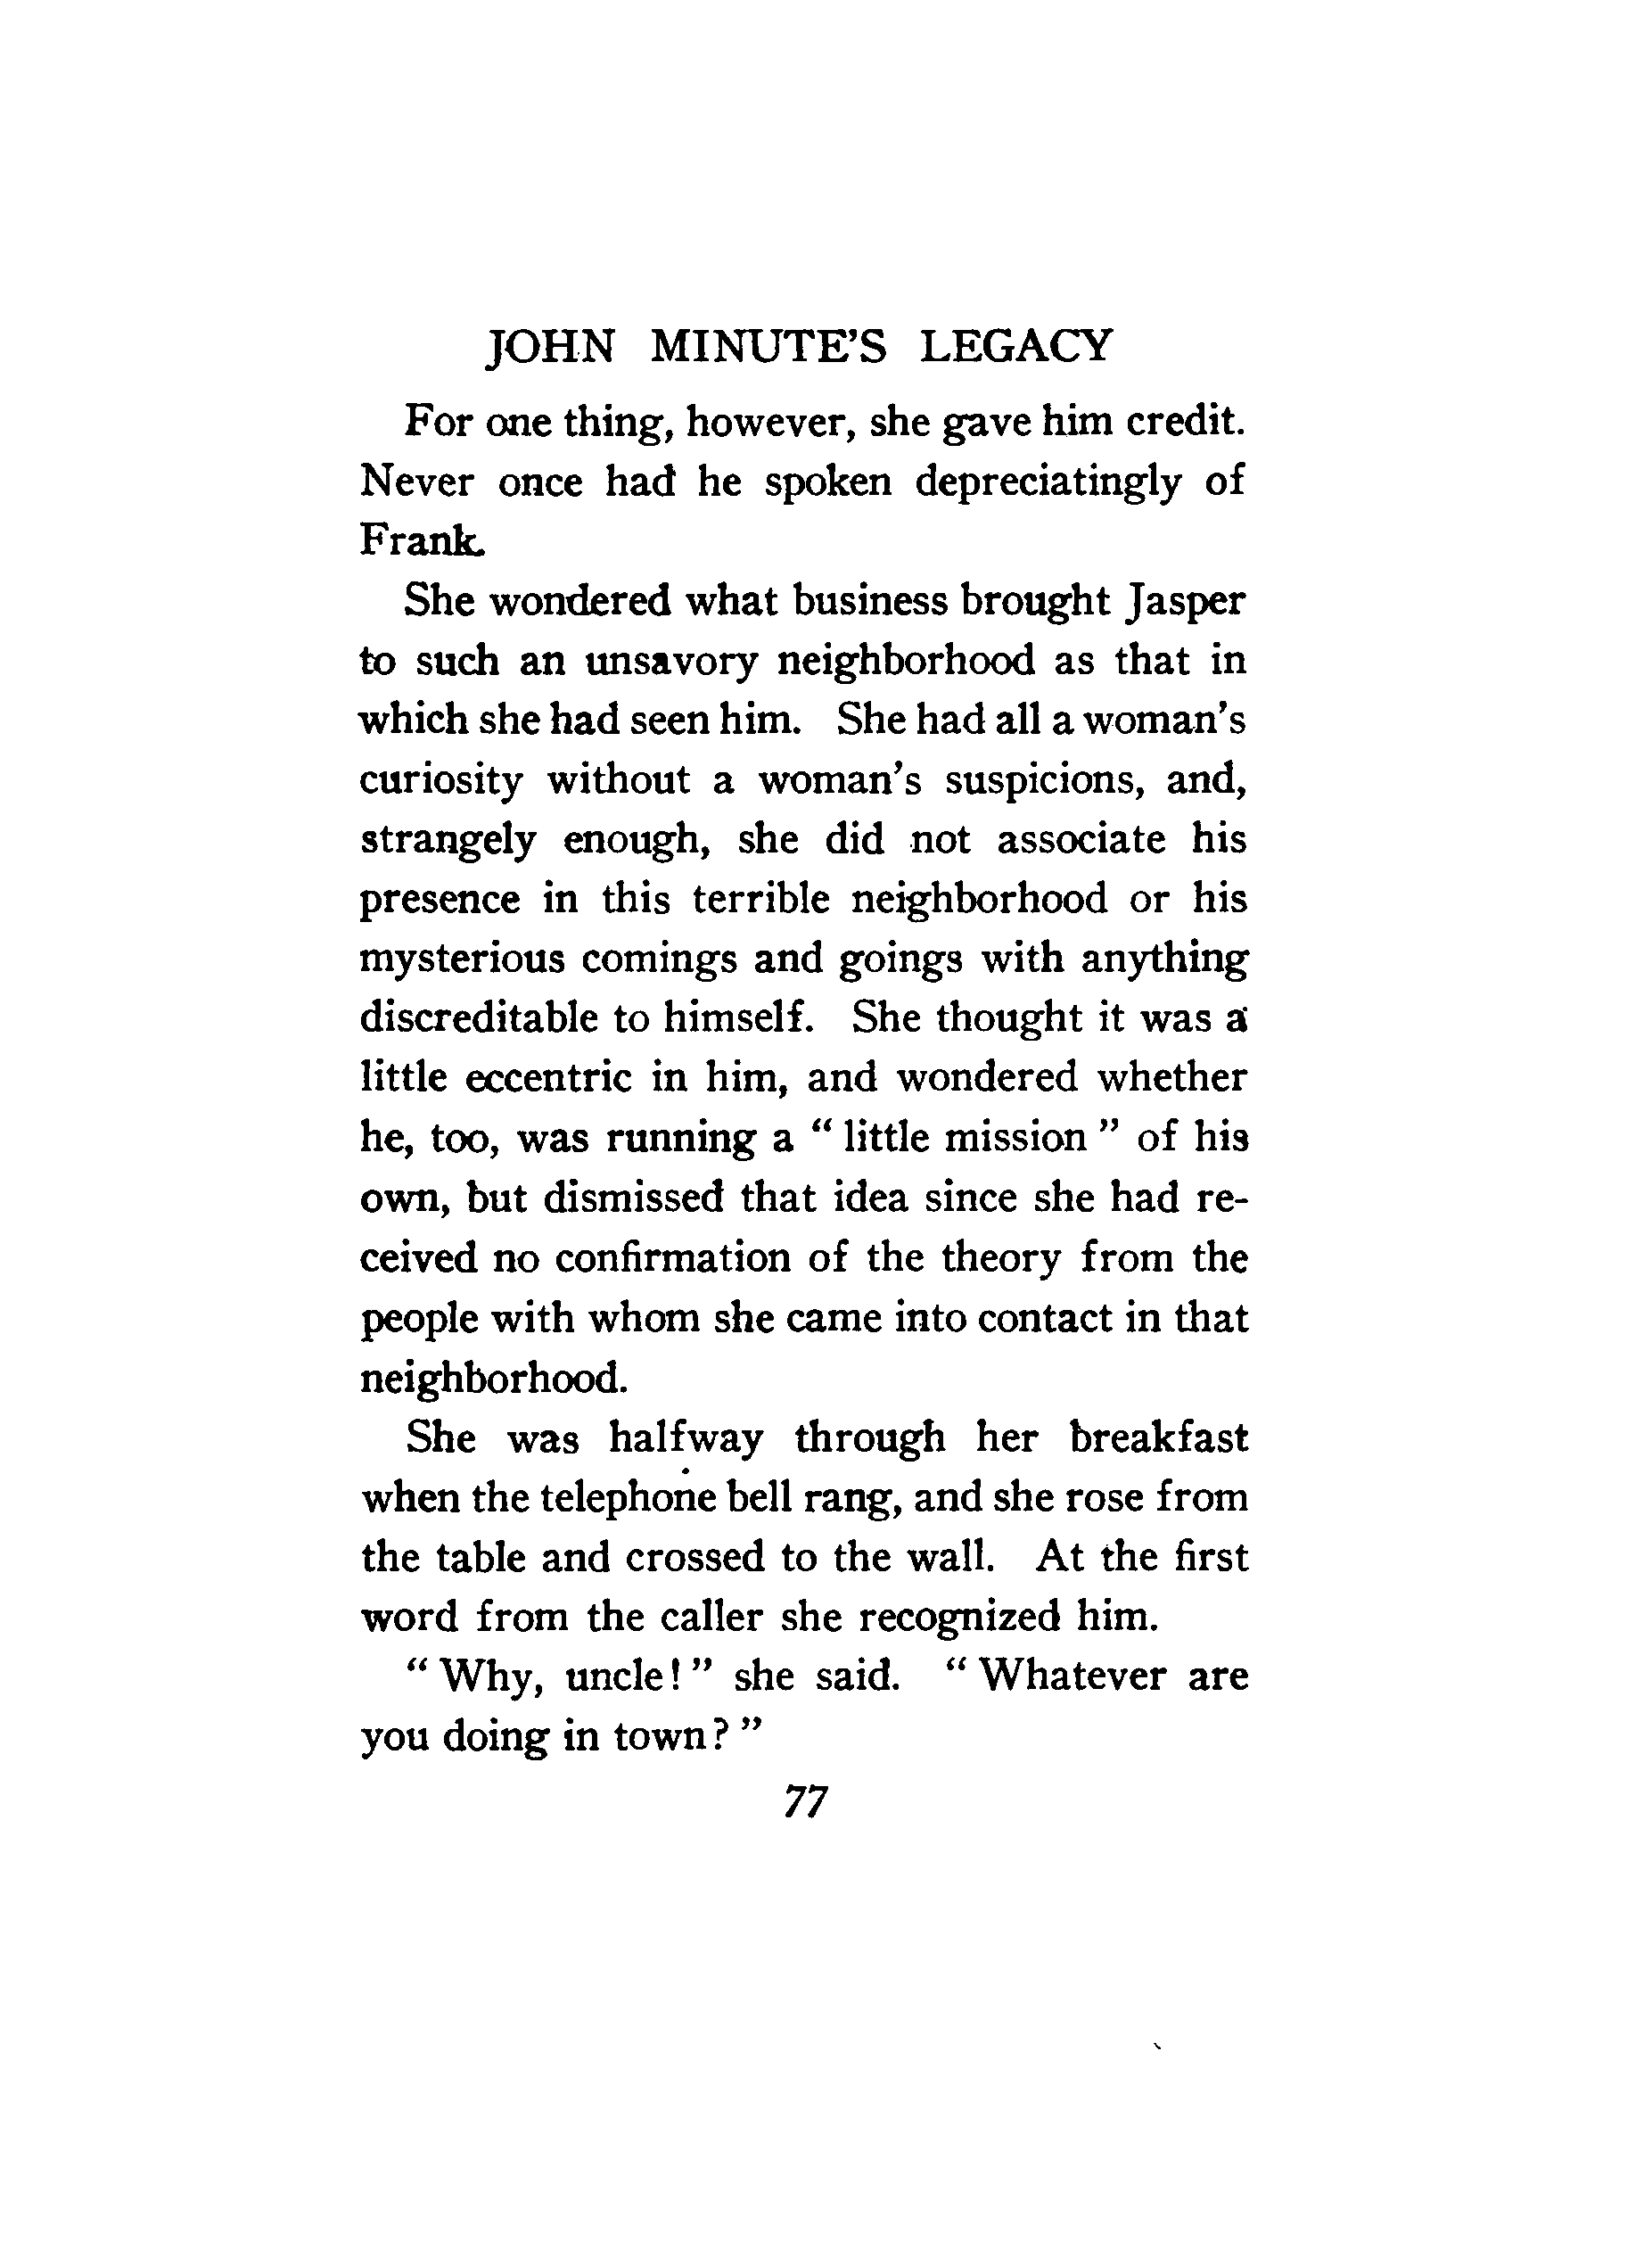 JOHN MINUTE'S LEGACY
For one thing, however, she gave him credit.
Never once had he spoken depreciatingly of
Frank.
She wondered what business brought Jasper
to such an unsavory neighborhood as that in
which she had seen him. She had all a woman's
curiosity without a woman's suspicions, and,
strangely enough, she did not associate his
presence in this terrible neighborhood or his
mysterious comings and goings with anything
discreditable to himself. She thought it was a
little eccentric in him, and wondered whether
he, too, was running a “ little mission ” of his
own, but dismissed that idea since she had re-
ceived no confirmation of the theory from the
people with whom she came into contact in that
neighborhood.
She was halfway through her breakfast
when the telephone bell rang, and she rose from
the table and crossed to the wall. At the first
word from the caller she recognized him.
“ Why, uncle! ” she said. “ Whatever are
you doing in town? ”
77